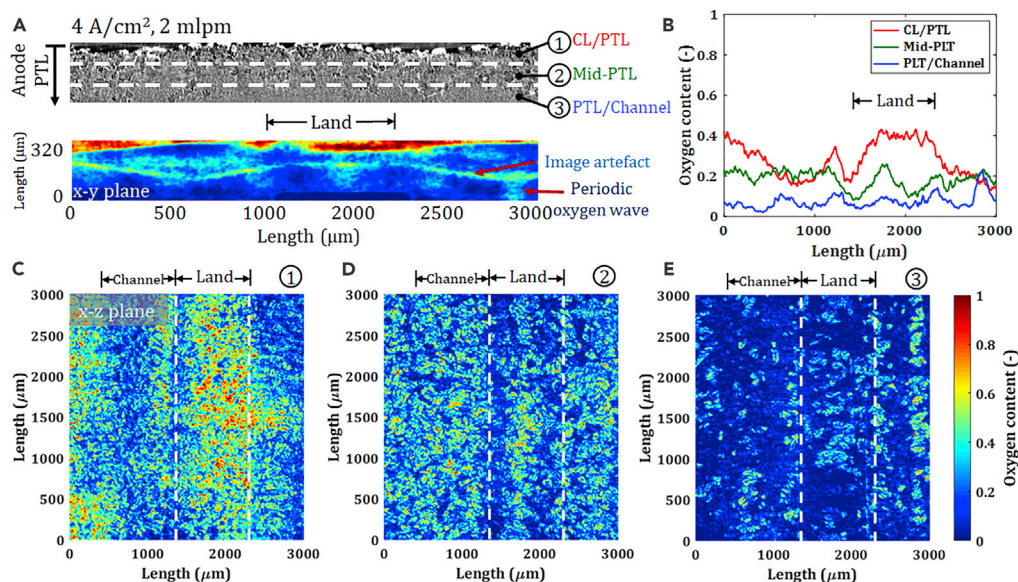 A
4 A/cm², 2 mlpm
Anode
PTL
① CL/PTL
② Mid-PTL
③ PTL/Channel
Land
Length (μm)
320
0
x-y plane
Image artefact
Periodic
oxygen wave
0 500 1000 2000 2500 3000
Length (μm)
B
Oxygen content (-)
1
0.8
0.6
0.4
0.2
0
CL/PTL
Mid-PLT
PLT/Channel
Land
0 1000 2000 3000
Length (μm)
C
Channel Land ①
x-z plane
Length (μm)
3000
2500
2000
1500
1000
500
0
0 1000 2000 3000
Length (μm)
D
Channel Land ②
Length (μm)
3000
2500
2000
1500
1000
500
0
0 1000 2000 3000
Length (μm)
E
Channel Land ③
Length (μm)
3000
2500
2000
1500
1000
500
0
0 1000 2000 3000
Length (μm)
1
0.8
0.6
0.4
0.2
0
Oxygen content (-)